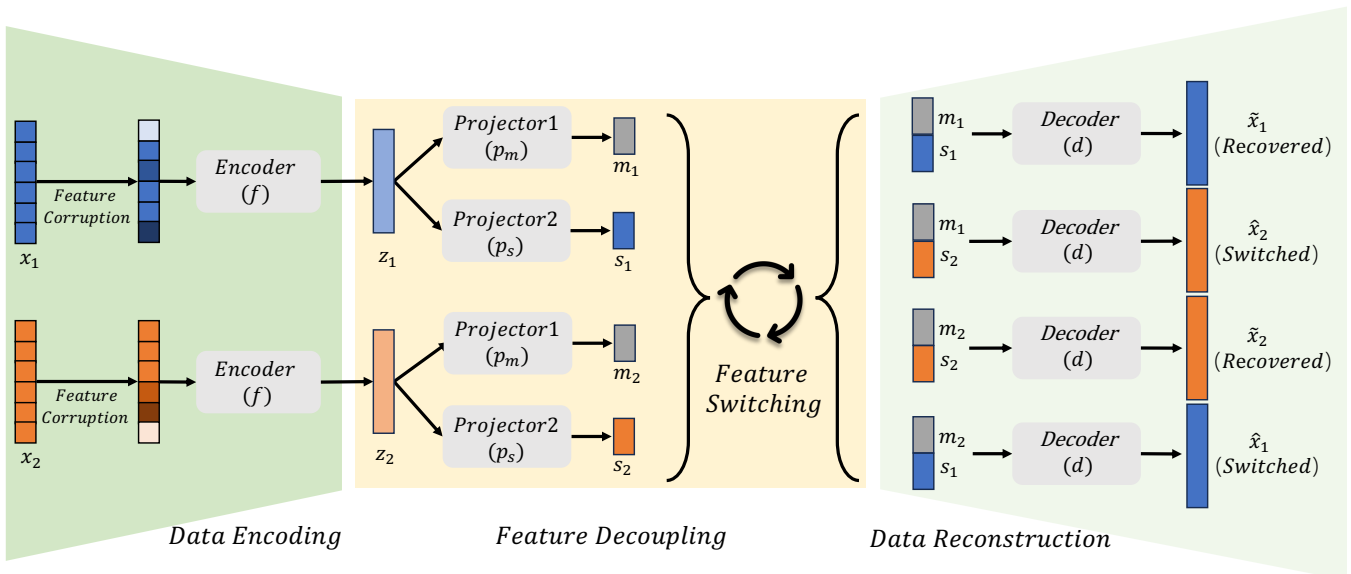 Feature
Corruption
x₁
Encoder
(f)
z₁
Projector1
(pₘ)
m₁
Projector2
(pₛ)
s₁
Feature
Corruption
x₂
Encoder
(f)
z₂
Projector1
(pₘ)
m₂
Projector2
(pₛ)
s₂
Feature
Switching
m₁
s₁
Decoder
(d)
x̃₁
(Recovered)
m₁
s₂
Decoder
(d)
x̂₂
(Switched)
m₂
s₂
Decoder
(d)
x̃₂
(Recovered)
m₂
s₁
Decoder
(d)
x̂₁
(Switched)
Data Encoding
Feature Decoupling
Data Reconstruction